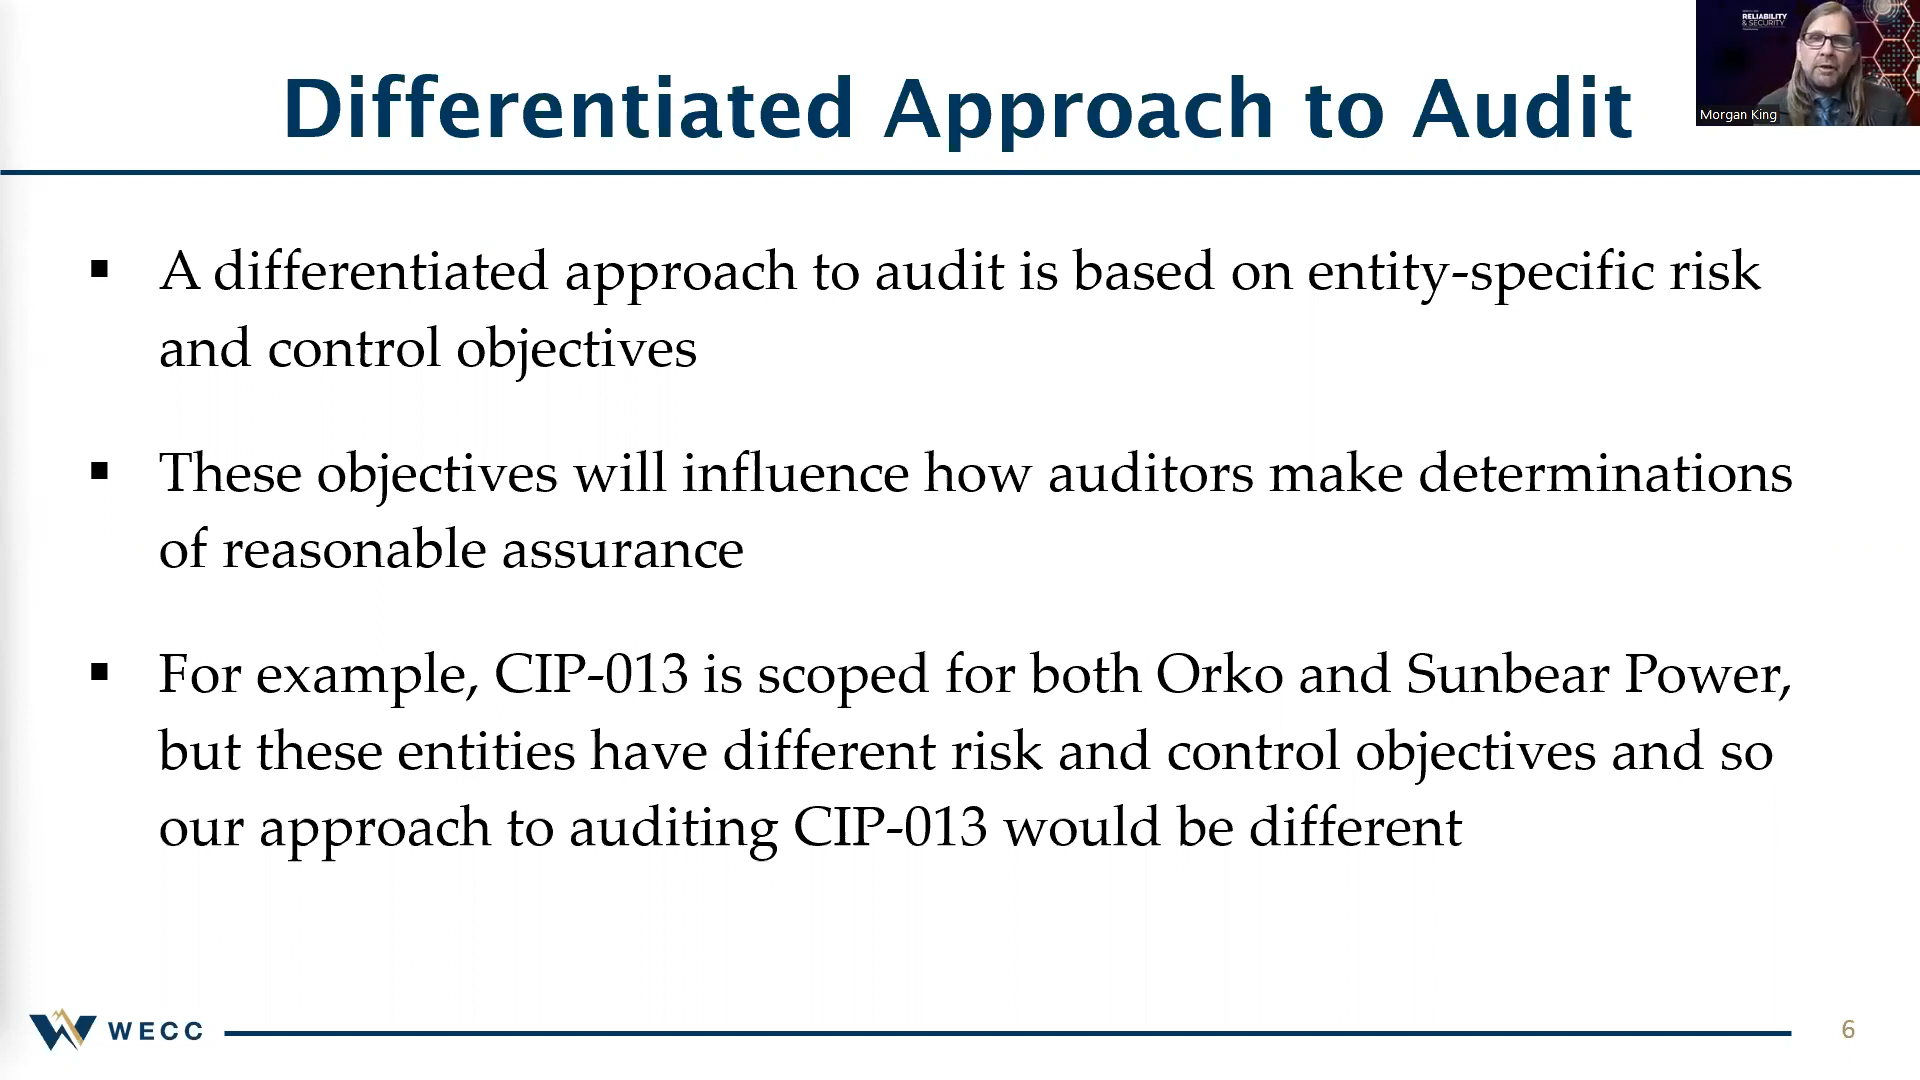 RELIABILITY
& SECURITY
Differentiated Approach to Audit
Morgan King
▪ A differentiated approach to audit is based on entity-specific risk
and control objectives
▪ These objectives will influence how auditors make determinations
of reasonable assurance
▪ For example, CIP-013 is scoped for both Orko and Sunbear Power,
but these entities have different risk and control objectives and so
our approach to auditing CIP-013 would be different
WECC
6